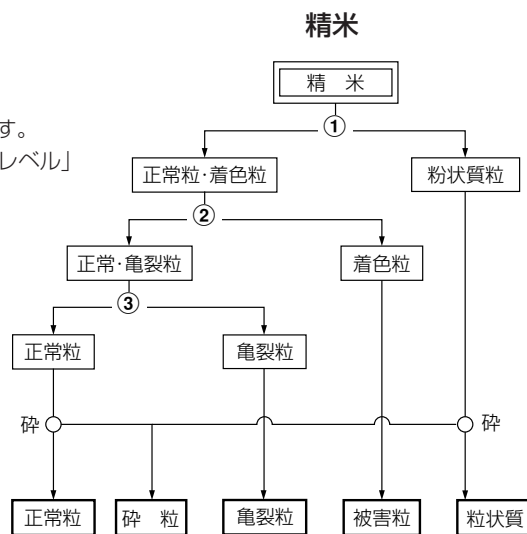 精米
精 米
①
す。
レベル」
正常粒・着色粒
粉状質粒
②
正常・亀裂粒
着色粒
③
正常粒
亀裂粒
砕
砕
正常粒
砕 粒
亀裂粒
被害粒
粒状質